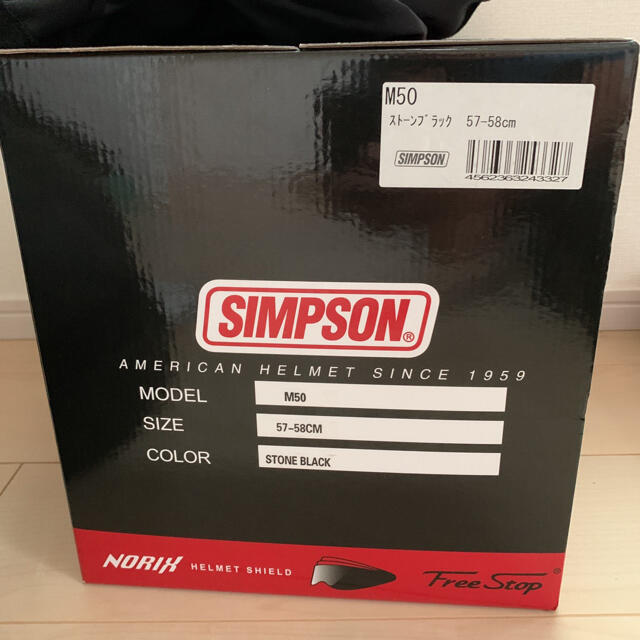 M50
ｽﾄｰﾝﾌﾞﾗｯｸ 57-58cm
SIMPSON
4562363243327
SIMPSON®
AMERICAN HELMET SINCE 1959
MODEL M50
SIZE 57-58CM
COLOR STONE BLACK
NORIX HELMET SHIELD Free Stop®